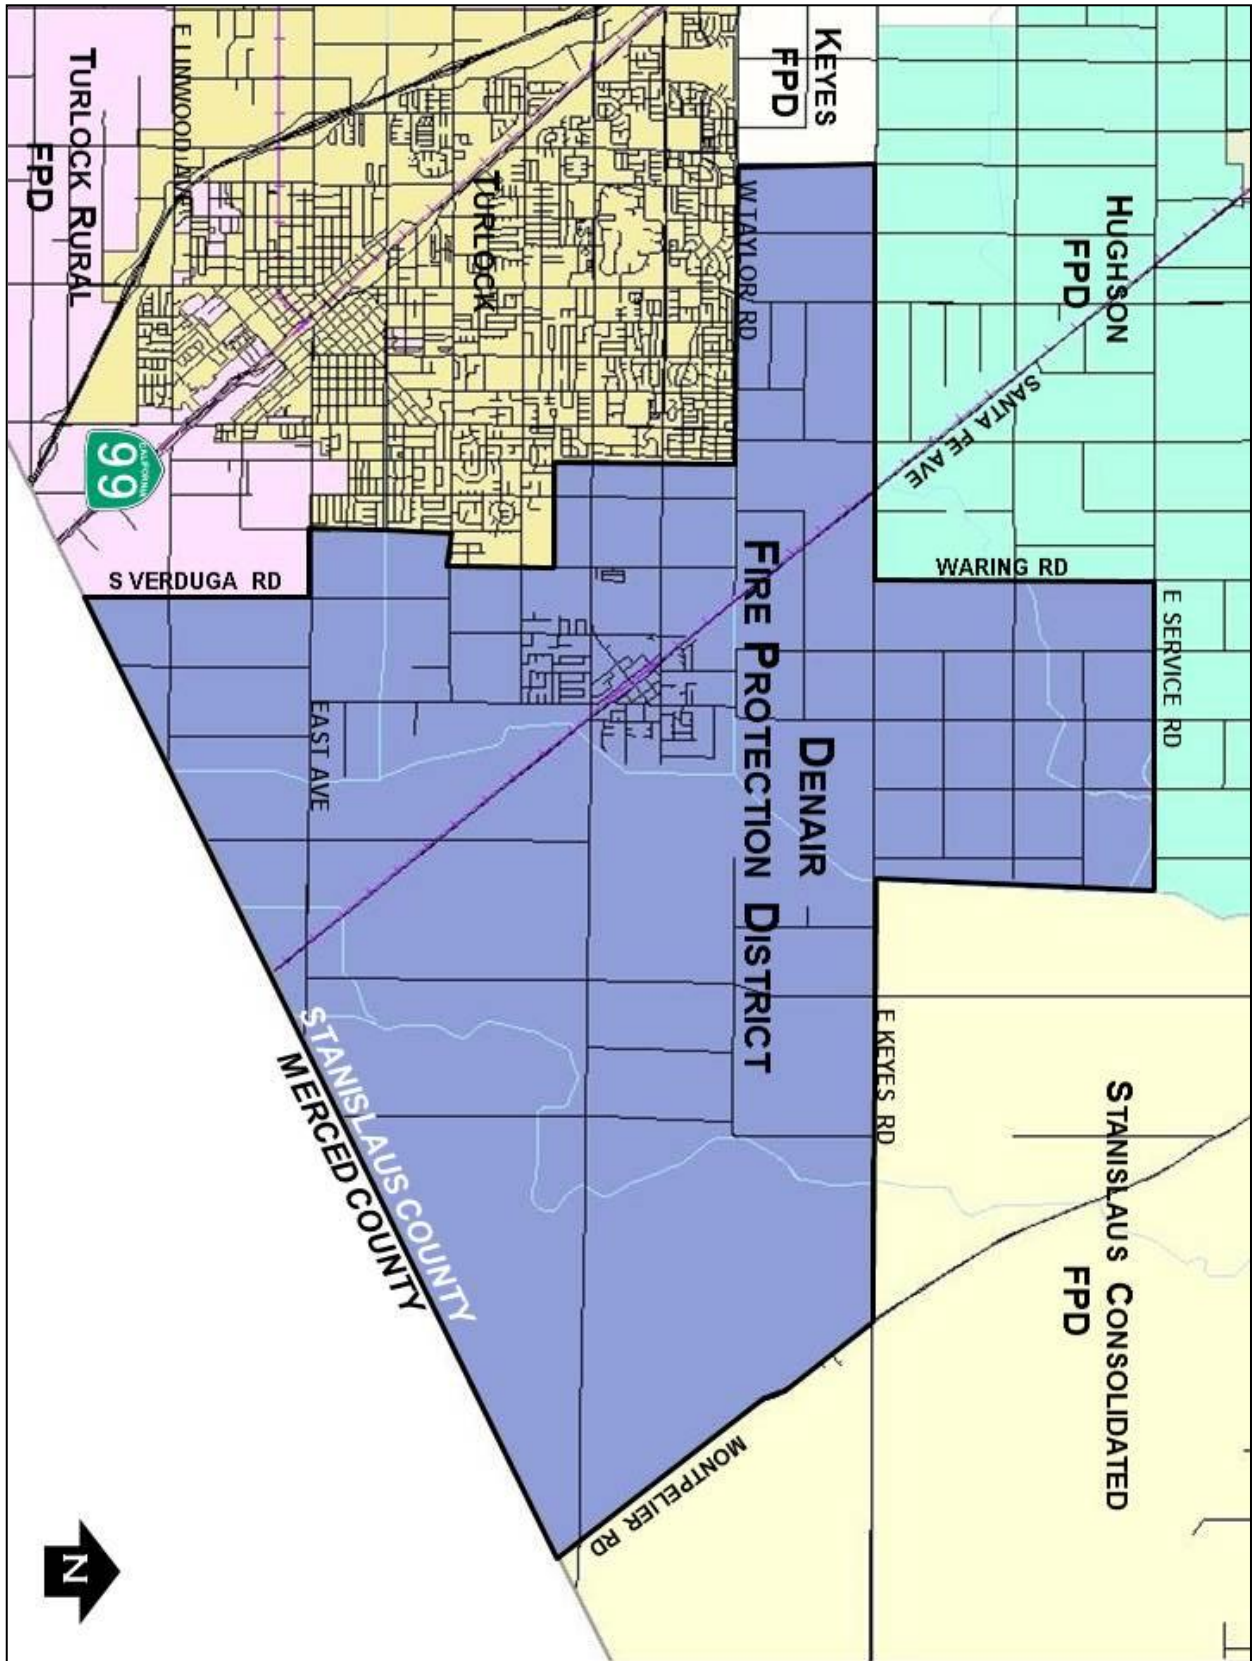 KEYES
FPD
HUGHSON
FPD
STANISLAUS CONSOLIDATED
FPD
TURLOCK
TURLOCK RURAL
FPD
DENAIR
FIRE PROTECTION DISTRICT
E SERVICE RD
WARING RD
SANTA FE AVE
E KEYES RD
W TAYLOR RD
E LINWOOD AVE
CALIFORNIA
99
S VERDUGA RD
EAST AVE
STANISLAUS COUNTY
MERCED COUNTY
MONTPELIER RD
N